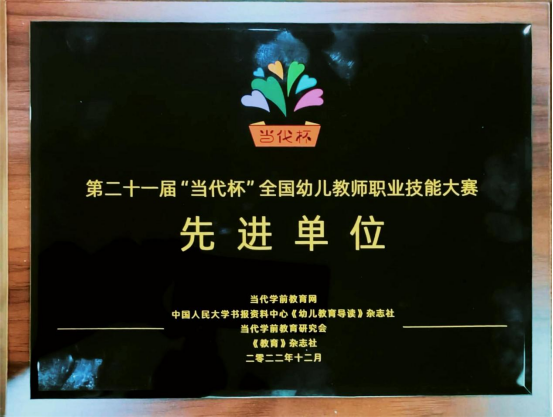 当代杯
第二十一届“当代杯”全国幼儿教师职业技能大赛
先进单位
当代学前教育网
中国人民大学书报资料中心《幼儿教育导读》杂志社
当代学前教育研究会
《教育》杂志社
二零二二年十二月